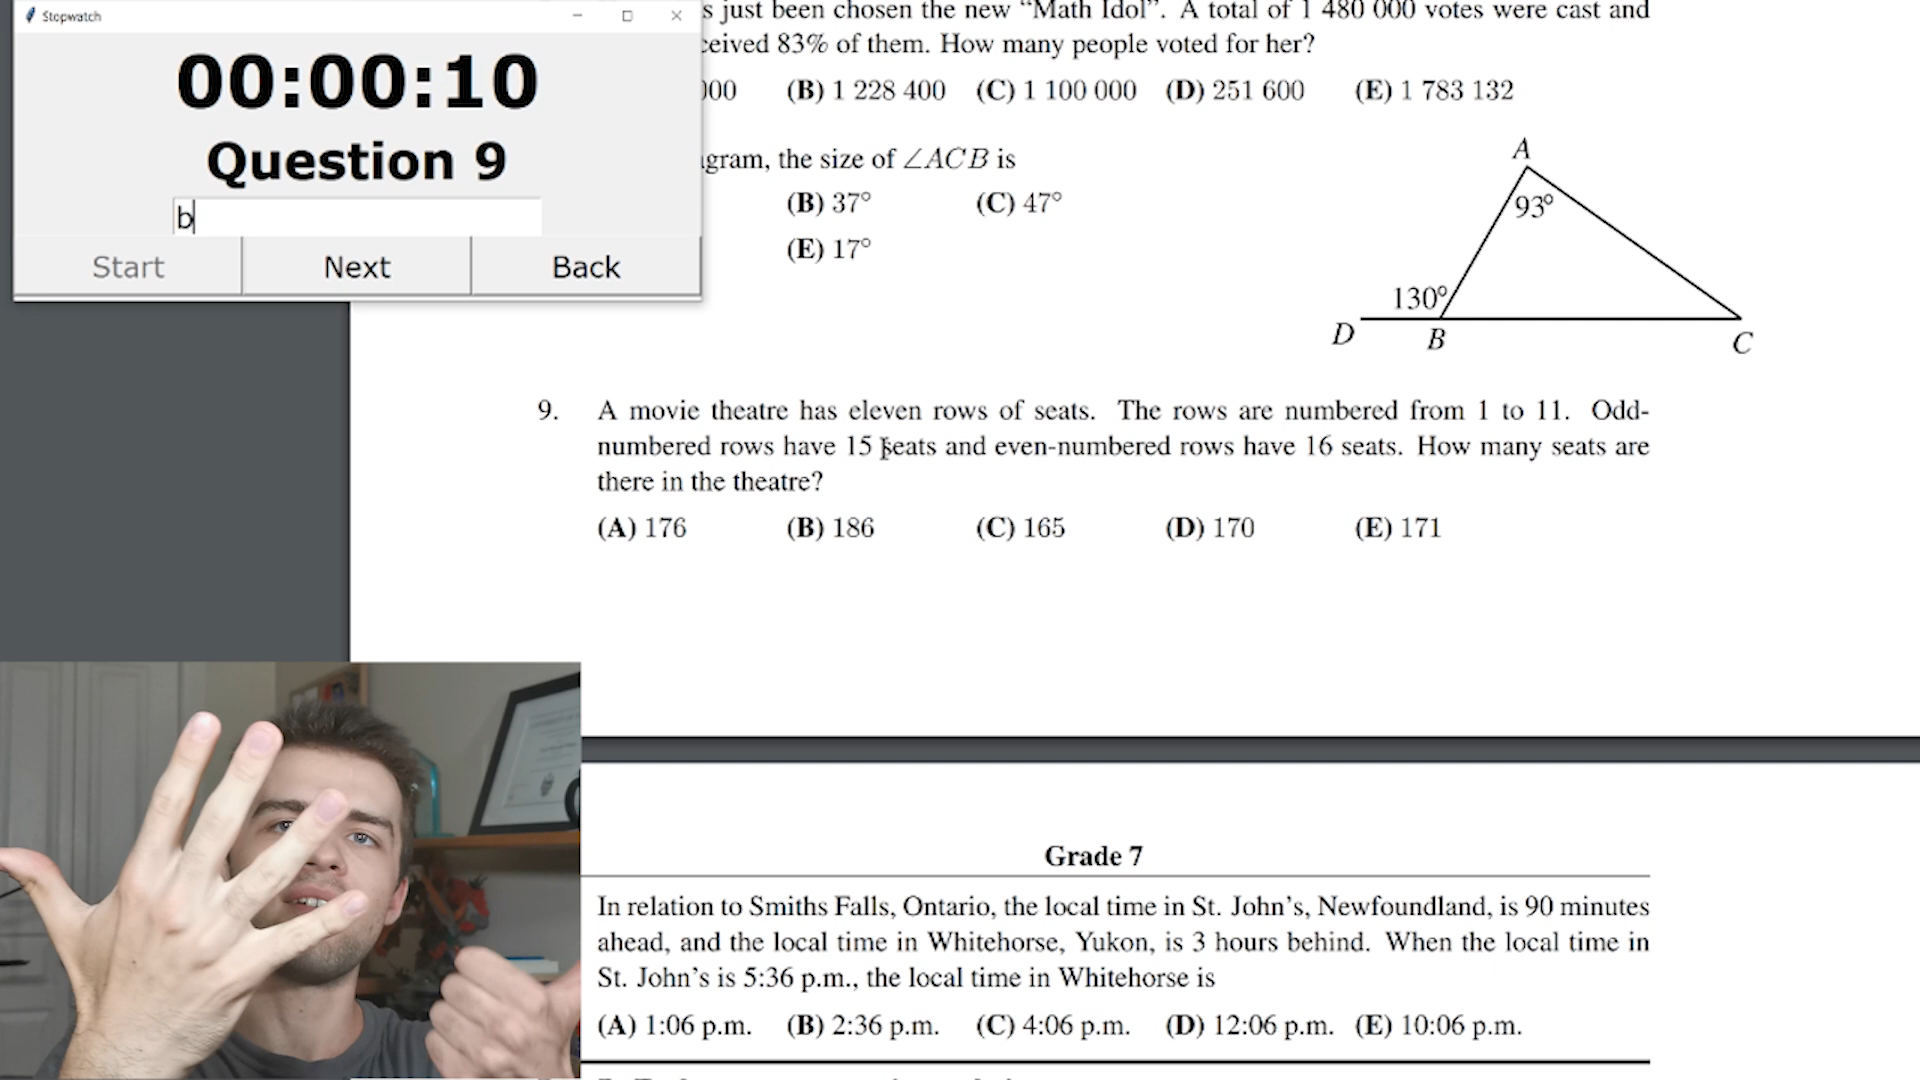 Stopwatch
00:00:10
Question 9
b
Start Next Back
s just been chosen the new “Math Idol”. A total of 1 480 000 votes were cast and
ceived 83% of them. How many people voted for her?
000 (B) 1 228 400 (C) 1 100 000 (D) 251 600 (E) 1 783 132
gram, the size of ∠ACB is
(B) 37° (C) 47°
(E) 17°
A
93°
130°
D B C
9. A movie theatre has eleven rows of seats. The rows are numbered from 1 to 11. Odd-
numbered rows have 15 seats and even-numbered rows have 16 seats. How many seats are
there in the theatre?
(A) 176 (B) 186 (C) 165 (D) 170 (E) 171
Grade 7
In relation to Smiths Falls, Ontario, the local time in St. John’s, Newfoundland, is 90 minutes
ahead, and the local time in Whitehorse, Yukon, is 3 hours behind. When the local time in
St. John’s is 5:36 p.m., the local time in Whitehorse is
(A) 1:06 p.m. (B) 2:36 p.m. (C) 4:06 p.m. (D) 12:06 p.m. (E) 10:06 p.m.